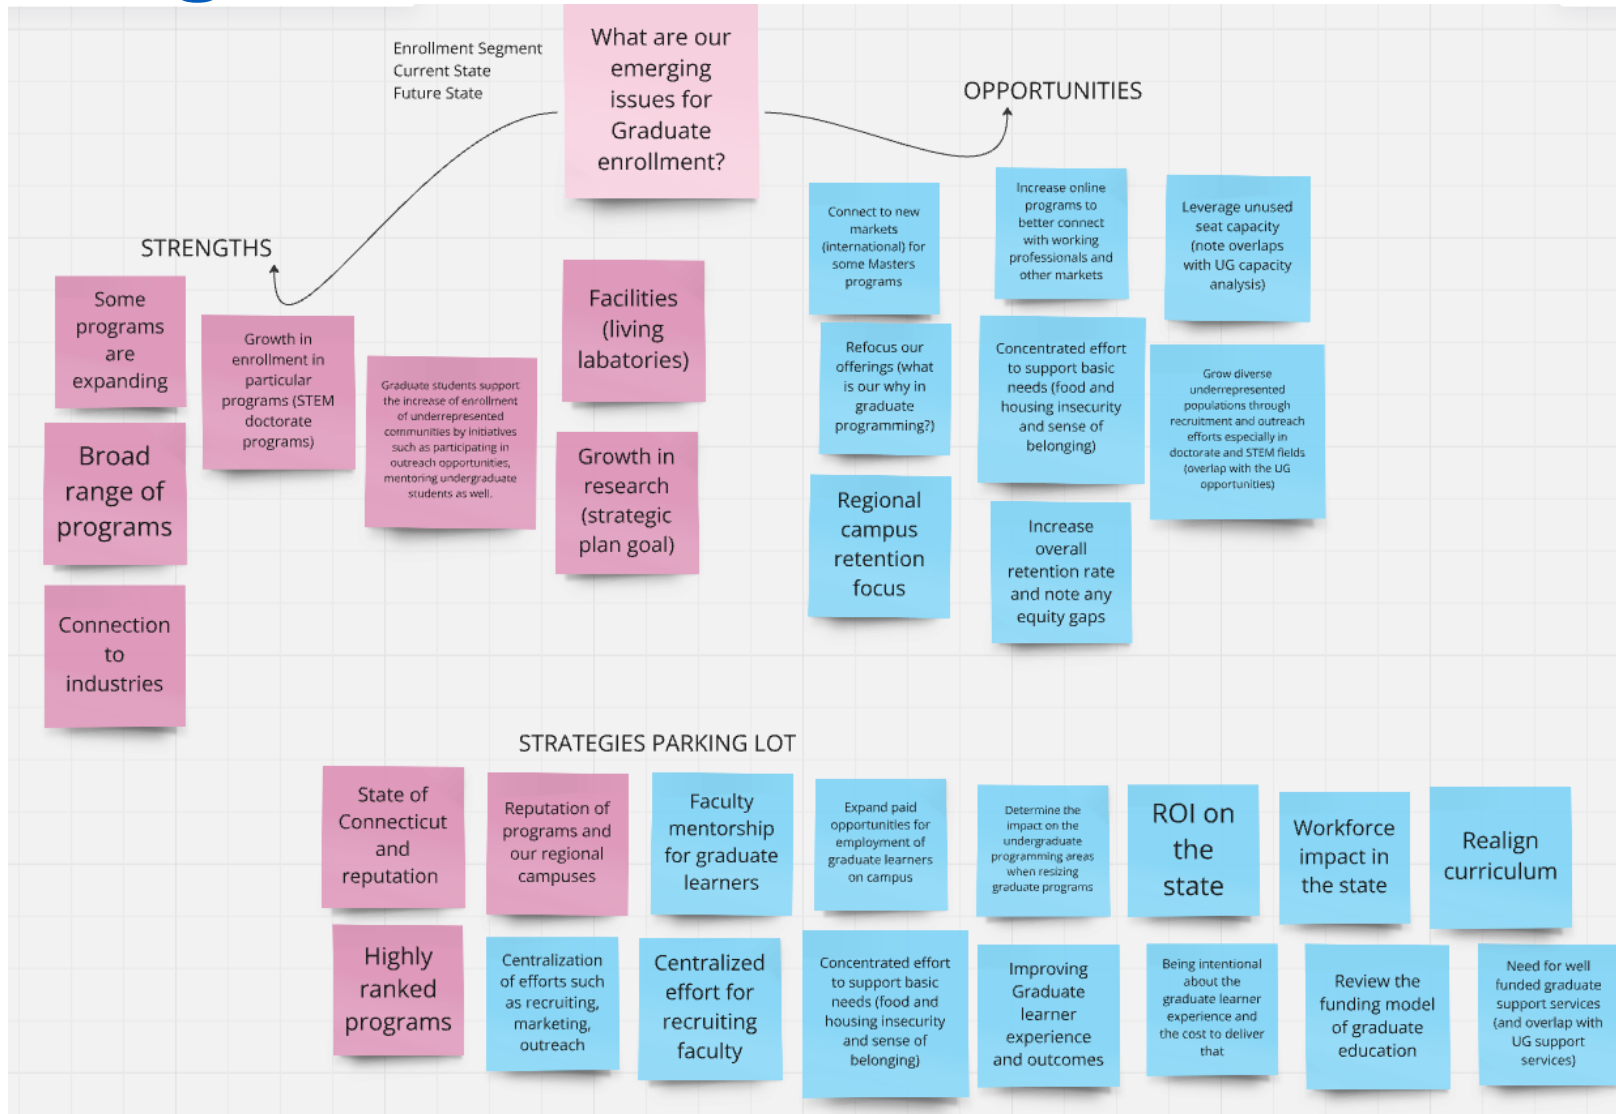 Enrollment Segment
Current State
Future State
What are our
emerging
issues for
Graduate
enrollment?
STRENGTHS
Some
programs
are
expanding
Growth in
enrollment in
particular
programs (STEM
doctorate
programs)
Graduate students support
the increase of enrollment
of underrepresented
communities by initiatives
such as participating in
outreach opportunities,
mentoring undergraduate
students as well.
Facilities
(living
labatories)
Broad
range of
programs
Growth in
research
(strategic
plan goal)
Connection
to
industries
OPPORTUNITIES
Connect to new
markets
(international) for
some Masters
programs
Increase online
programs to
better connect
with working
professionals and
other markets
Leverage unused
seat capacity
(note overlaps
with UG capacity
analysis)
Refocus our
offerings (what
is our why in
graduate
programming?)
Concentrated effort
to support basic
needs (food and
housing insecurity
and sense of
belonging)
Grow diverse
underrepresented
populations through
recruitment and outreach
efforts especially in
doctorate and STEM fields
(overlap with the UG
opportunities)
Regional
campus
retention
focus
Increase
overall
retention rate
and note any
equity gaps
STRATEGIES PARKING LOT
State of
Connecticut
and
reputation
Reputation of
programs and
our regional
campuses
Faculty
mentorship
for graduate
learners
Expand paid
opportunities for
employment of
graduate learners
on campus
Determine the
impact on the
undergraduate
programming areas
when resizing
graduate programs
ROI on
the
state
Workforce
impact in
the state
Realign
curriculum
Highly
ranked
programs
Centralization
of efforts such
as recruiting,
marketing,
outreach
Centralized
effort for
recruiting
faculty
Concentrated effort
to support basic
needs (food and
housing insecurity
and sense of
belonging)
Improving
Graduate
learner
experience
and outcomes
Being intentional
about the
graduate learner
experience and
the cost to deliver
that
Review the
funding model
of graduate
education
Need for well
funded graduate
support services
(and overlap with
UG support
services)